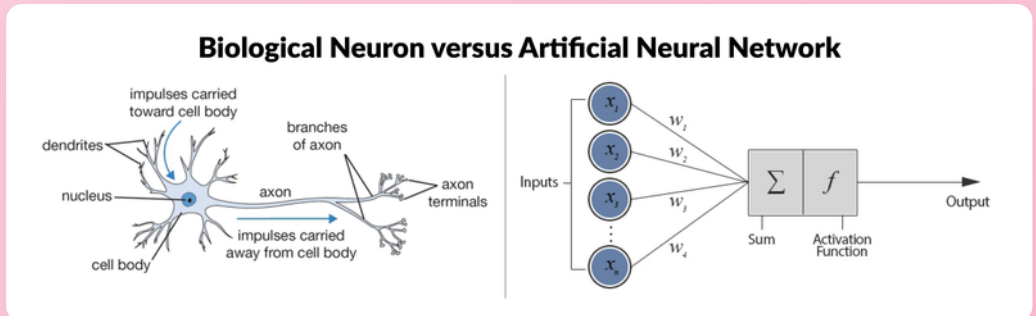 Biological Neuron versus Artificial Neural Network
impulses carried
toward cell body
dendrites
nucleus
cell body
axon
impulses carried
away from cell body
branches
of axon
axon
terminals
Inputs
x₁
x₂
x₃
xₙ
w₁
w₂
w₃
w₄
Σ
f
Sum
Activation
Function
Output